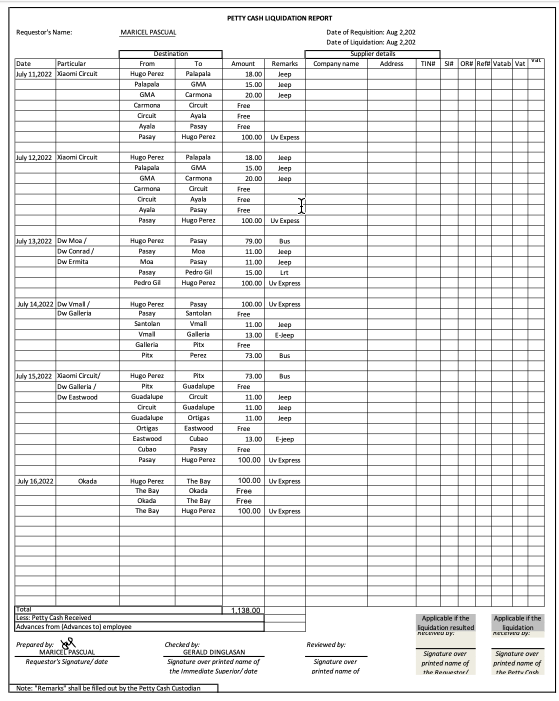 PETTY CASH LIQUIDATION REPORT
Requestor's Name: MARICEL PASCUAL Date of Requisition: Aug 2,202
Date of Liquidation: Aug 2,202
Destination Supplier details
Date Particular From To Amount Remarks Company name Address TIN# SI# OR# Ref# Vatab Vat Vat
July 11,2022 Xiaomi Circuit Hugo Perez Palapala 18.00 Jeep
Palapala GMA 15.00 Jeep
GMA Carmona 20.00 Jeep
Carmona Circuit Free
Circuit Ayala Free
Ayala Pasay Free
Pasay Hugo Perez 100.00 Uv Expess
July 12,2022 Xiaomi Circuit Hugo Perez Palapala 18.00 Jeep
Palapala GMA 15.00 Jeep
GMA Carmona 20.00 Jeep
Carmona Circuit Free
Circuit Ayala Free
Ayala Pasay Free
Pasay Hugo Perez 100.00 Uv Expess
July 13,2022 Dw Moa / Hugo Perez Pasay 79.00 Bus
Dw Conrad / Pasay Moa 11.00 Jeep
Dw Ermita Moa Pasay 11.00 Jeep
Pasay Pedro Gil 15.00 Lrt
Pedro Gil Hugo Perez 100.00 Uv Express
July 14,2022 Dw Vmall / Hugo Perez Pasay 100.00 Uv Express
Dw Galleria Pasay Santolan Free
Santolan Vmall 11.00 Jeep
Vmall Galleria 13.00 E-Jeep
Galleria Pitx Free
Pitx Perez 73.00 Bus
July 15,2022 Xiaomi Circuit/ Hugo Perez Pitx 73.00 Bus
Dw Galleria / Pitx Guadalupe Free
Dw Eastwood Guadalupe Circuit 11.00 Jeep
Circuit Guadalupe 11.00 Jeep
Guadalupe Ortigas 11.00 Jeep
Ortigas Eastwood Free
Eastwood Cubao 13.00 E-jeep
Cubao Pasay Free
Pasay Hugo Perez 100.00 Uv Express
July 16,2022 Okada Hugo Perez The Bay 100.00 Uv Express
The Bay Okada Free
Okada The Bay Free
The Bay Hugo Perez 100.00 Uv Express
Total 1,138.00
Less: Petty Cash Received Applicable if the Applicable if the
Advances from (Advances to) employee liquidation resulted liquidation
Received by: Received by:
Prepared by: Checked by: Reviewed by:
MARICEL PASCUAL GERALD DINGLASAN Signature over Signature over
Requestor's Signature/ date Signature over printed name of Signature over printed name of printed name of
the Immediate Superior/ date printed name of the Requestor/ the Petty Cash
Note: "Remarks" shall be filled out by the Petty Cash Custodian